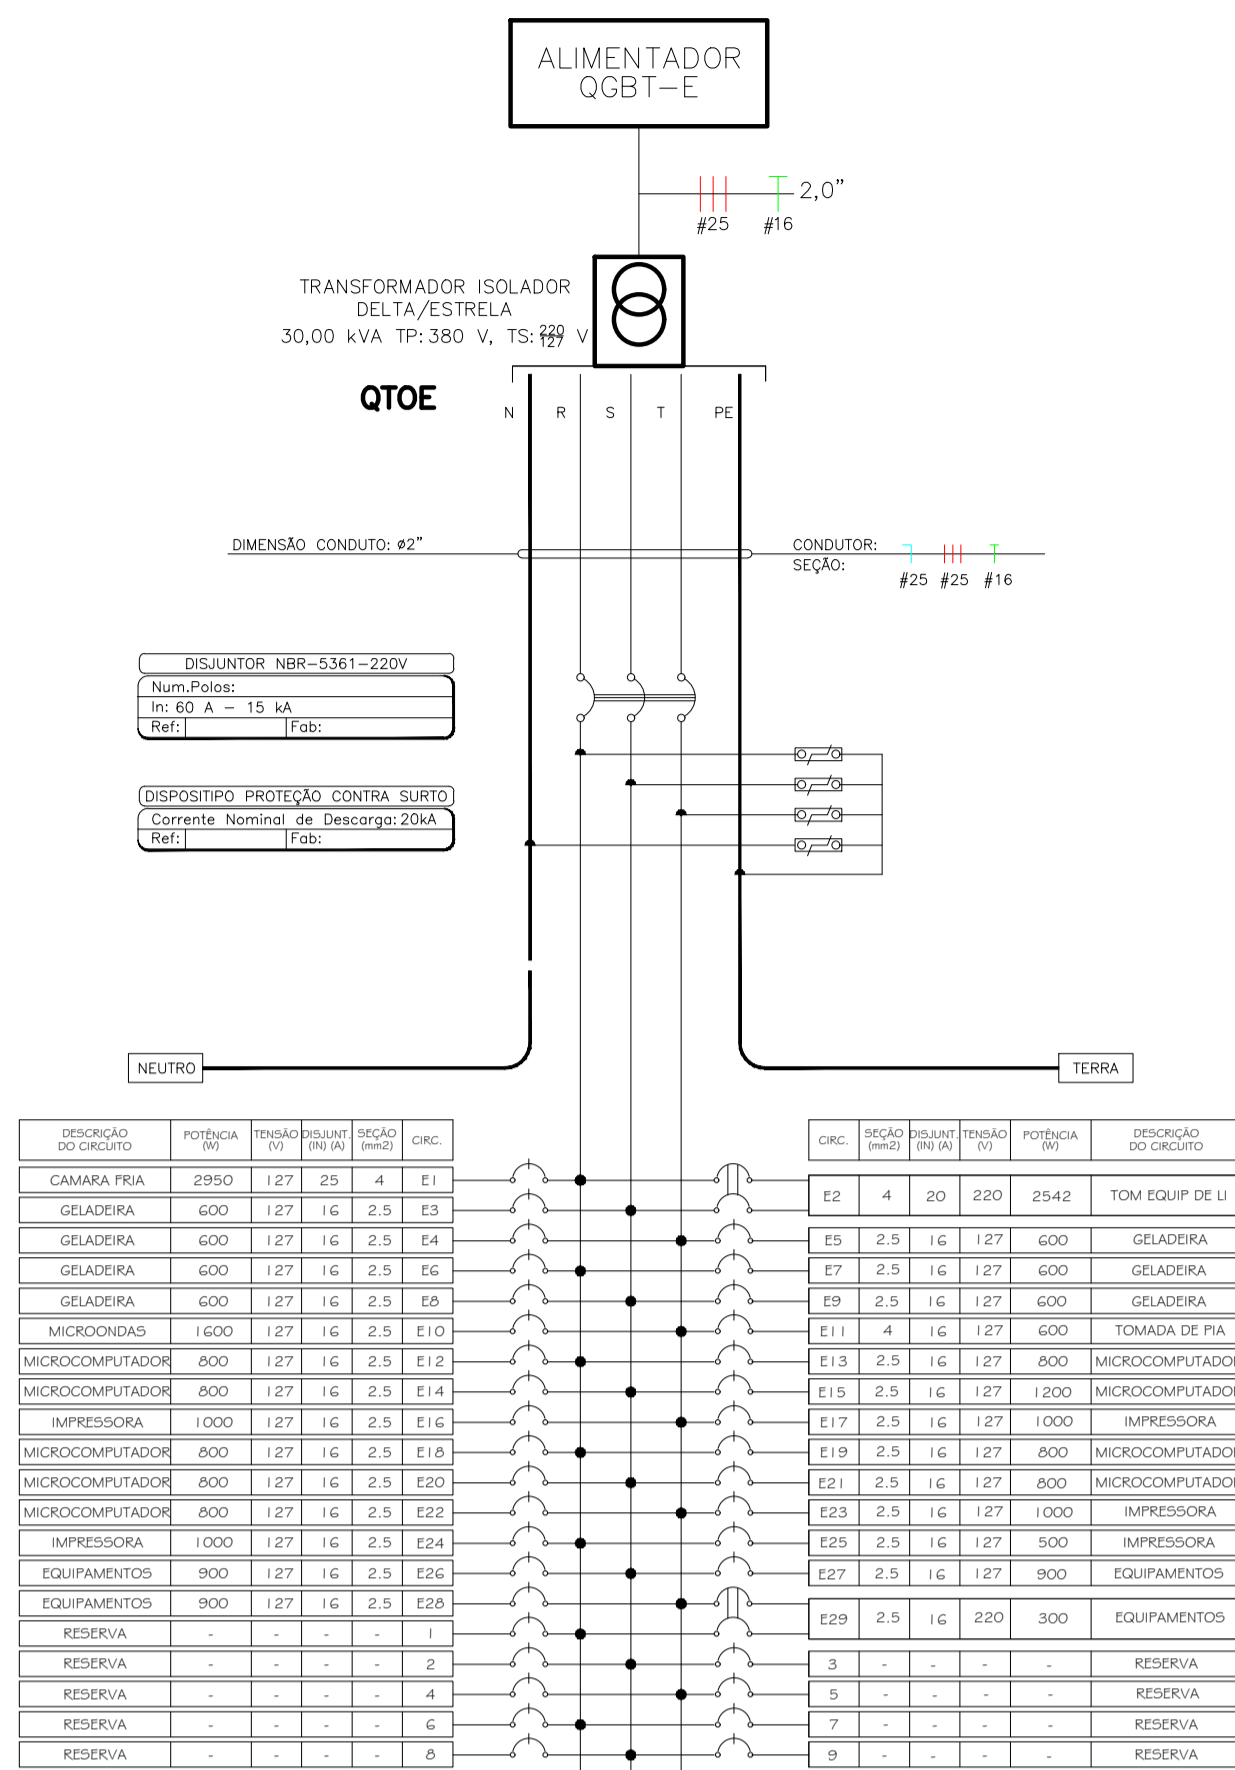 ALIMENTADOR
QGBT-E
2,0"
#25 #16
TRANSFORMADOR ISOLADOR
DELTA/ESTRELA
30,00 kVA TP: 380 V, TS: 220/127 V
QTOE
N R S T PE
DIMENSÃO CONDUTO: ø2"
CONDUTOR:
SEÇÃO:
#25 #25 #16
DISJUNTOR NBR-5361-220V
Num.Polos:
In: 60 A - 15 kA
Ref: Fab:
DISPOSITIPO PROTEÇÃO CONTRA SURTO
Corrente Nominal de Descarga: 20kA
Ref: Fab:
NEUTRO
TERRA
DESCRIÇÃO DO CIRCUITO POTÊNCIA (W) TENSÃO (V) DISJUNT. (IN) (A) SEÇÃO (mm2) CIRC.
CAMARA FRIA 2950 127 25 4 E1
GELADEIRA 600 127 16 2.5 E3
GELADEIRA 600 127 16 2.5 E4
GELADEIRA 600 127 16 2.5 E6
GELADEIRA 600 127 16 2.5 E8
MICROONDAS 1600 127 16 2.5 E10
MICROCOMPUTADOR 800 127 16 2.5 E12
MICROCOMPUTADOR 800 127 16 2.5 E14
IMPRESSORA 1000 127 16 2.5 E16
MICROCOMPUTADOR 800 127 16 2.5 E18
MICROCOMPUTADOR 800 127 16 2.5 E20
MICROCOMPUTADOR 800 127 16 2.5 E22
IMPRESSORA 1000 127 16 2.5 E24
EQUIPAMENTOS 900 127 16 2.5 E26
EQUIPAMENTOS 900 127 16 2.5 E28
RESERVA - - - - 1
RESERVA - - - - 2
RESERVA - - - - 4
RESERVA - - - - 6
RESERVA - - - - 8
CIRC. SEÇÃO (mm2) DISJUNT. (IN) (A) TENSÃO (V) POTÊNCIA (W) DESCRIÇÃO DO CIRCUITO
E2 4 20 220 2542 TOM EQUIP DE LI
E5 2.5 16 127 600 GELADEIRA
E7 2.5 16 127 600 GELADEIRA
E9 2.5 16 127 600 GELADEIRA
E11 4 16 127 600 TOMADA DE PIA
E13 2.5 16 127 800 MICROCOMPUTADOR
E15 2.5 16 127 1200 MICROCOMPUTADOR
E17 2.5 16 127 1000 IMPRESSORA
E19 2.5 16 127 800 MICROCOMPUTADOR
E21 2.5 16 127 800 MICROCOMPUTADOR
E23 2.5 16 127 1000 IMPRESSORA
E25 2.5 16 127 500 IMPRESSORA
E27 2.5 16 127 900 EQUIPAMENTOS
E29 2.5 16 220 300 EQUIPAMENTOS
3 - - - - RESERVA
5 - - - - RESERVA
7 - - - - RESERVA
9 - - - - RESERVA